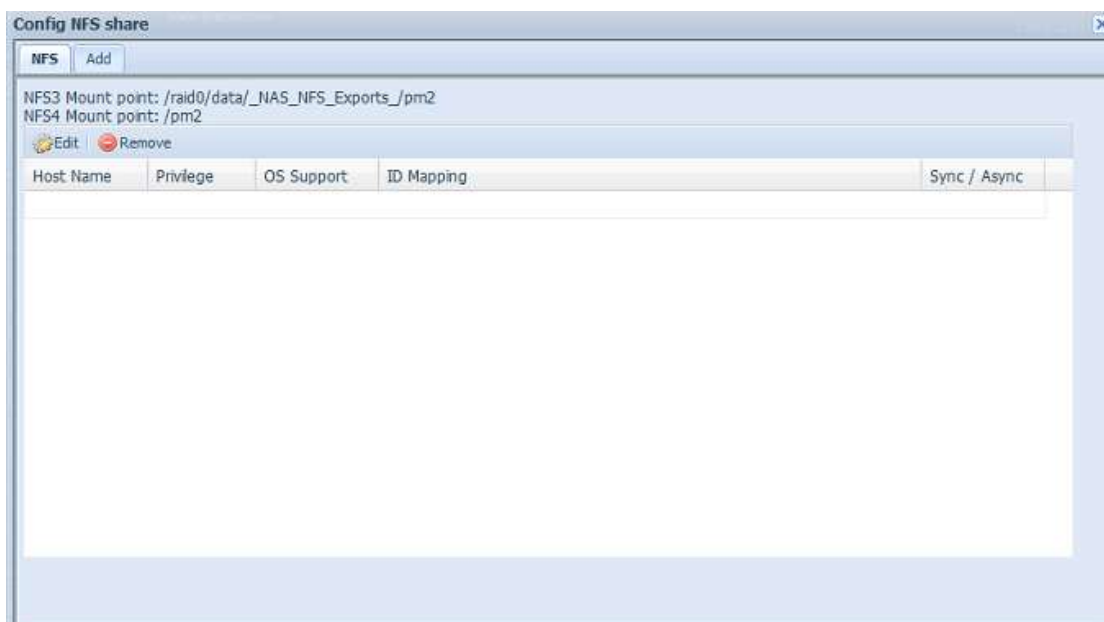 Config NFS share
NFS Add
NFS3 Mount point: /raid0/data/_NAS_NFS_Exports_/pm2
NFS4 Mount point: /pm2
Edit Remove
Host Name Privilege OS Support ID Mapping Sync / Async